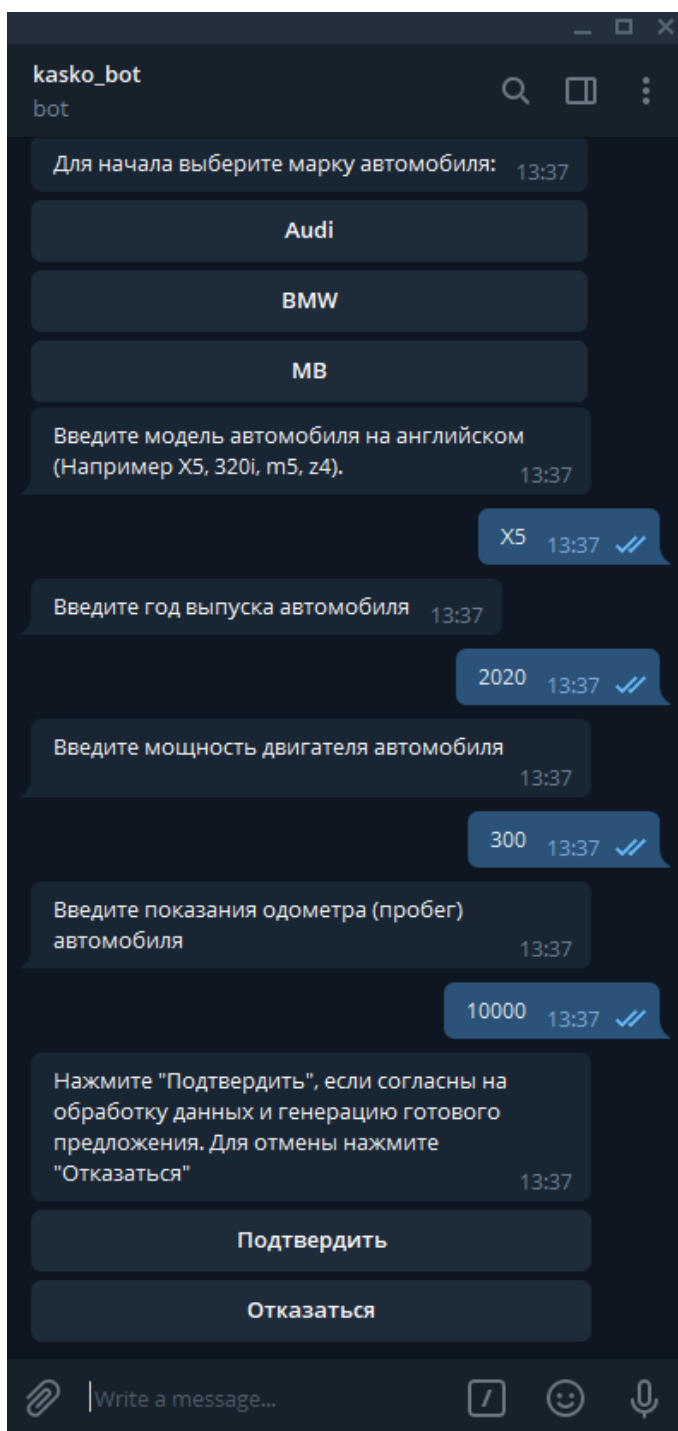 kasko_bot
bot
Для начала выберите марку автомобиля: 13:37
Audi
BMW
MB
Введите модель автомобиля на английском
(Например X5, 320i, m5, z4). 13:37
X5 13:37
Введите год выпуска автомобиля 13:37
2020 13:37
Введите мощность двигателя автомобиля
13:37
300 13:37
Введите показания одометра (пробег)
автомобиля 13:37
10000 13:37
Нажмите "Подтвердить", если согласны на
обработку данных и генерацию готового
предложения. Для отмены нажмите
"Отказаться" 13:37
Подтвердить
Отказаться
Write a message...